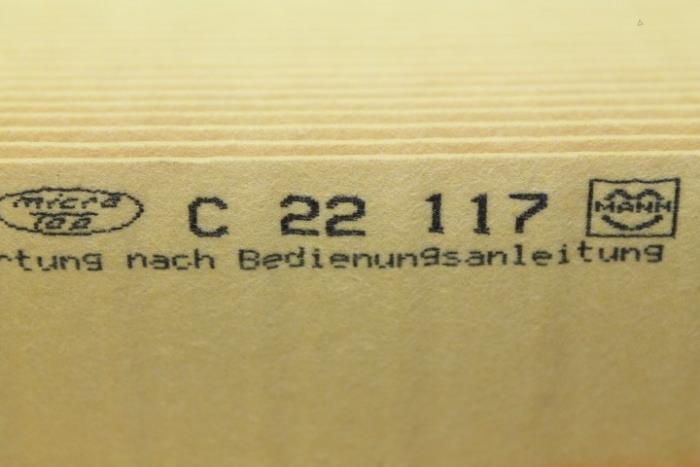 micro
top C 22 117 MANN
rtung nach Bedienungsanleitung